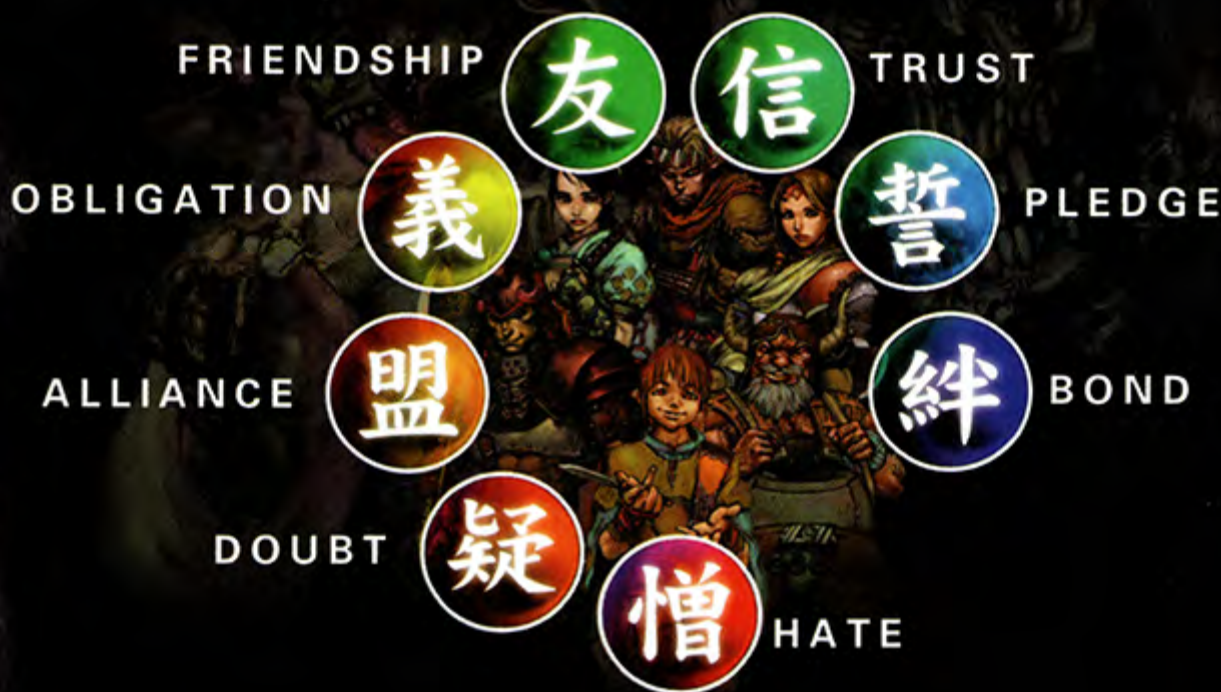 FRIENDSHIP 友 信 TRUST
OBLIGATION 義 誓 PLEDGE
ALLIANCE 盟 絆 BOND
DOUBT 疑
憎 HATE